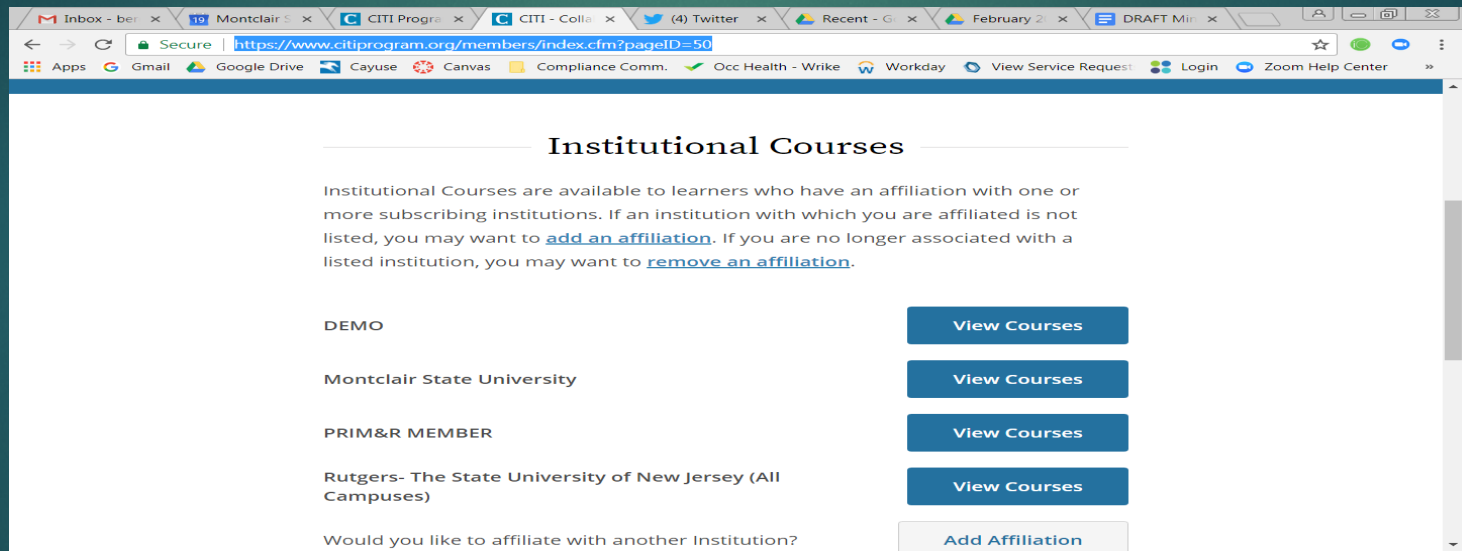 Inbox - ber
19
Montclair S
C
CITI Progra
C
CITI - Colla
(4) Twitter
Recent - G
February 2
DRAFT Min
Secure | https://www.citiprogram.org/members/index.cfm?pageID=50
Apps G Gmail Google Drive Cayuse Canvas Compliance Comm. Occ Health - Wrike W Workday View Service Request Login Zoom Help Center »
Institutional Courses
Institutional Courses are available to learners who have an affiliation with one or
more subscribing institutions. If an institution with which you are affiliated is not
listed, you may want to add an affiliation. If you are no longer associated with a
listed institution, you may want to remove an affiliation.
DEMO
View Courses
Montclair State University
View Courses
PRIM&R MEMBER
View Courses
Rutgers- The State University of New Jersey (All
Campuses)
View Courses
Would you like to affiliate with another Institution?
Add Affiliation